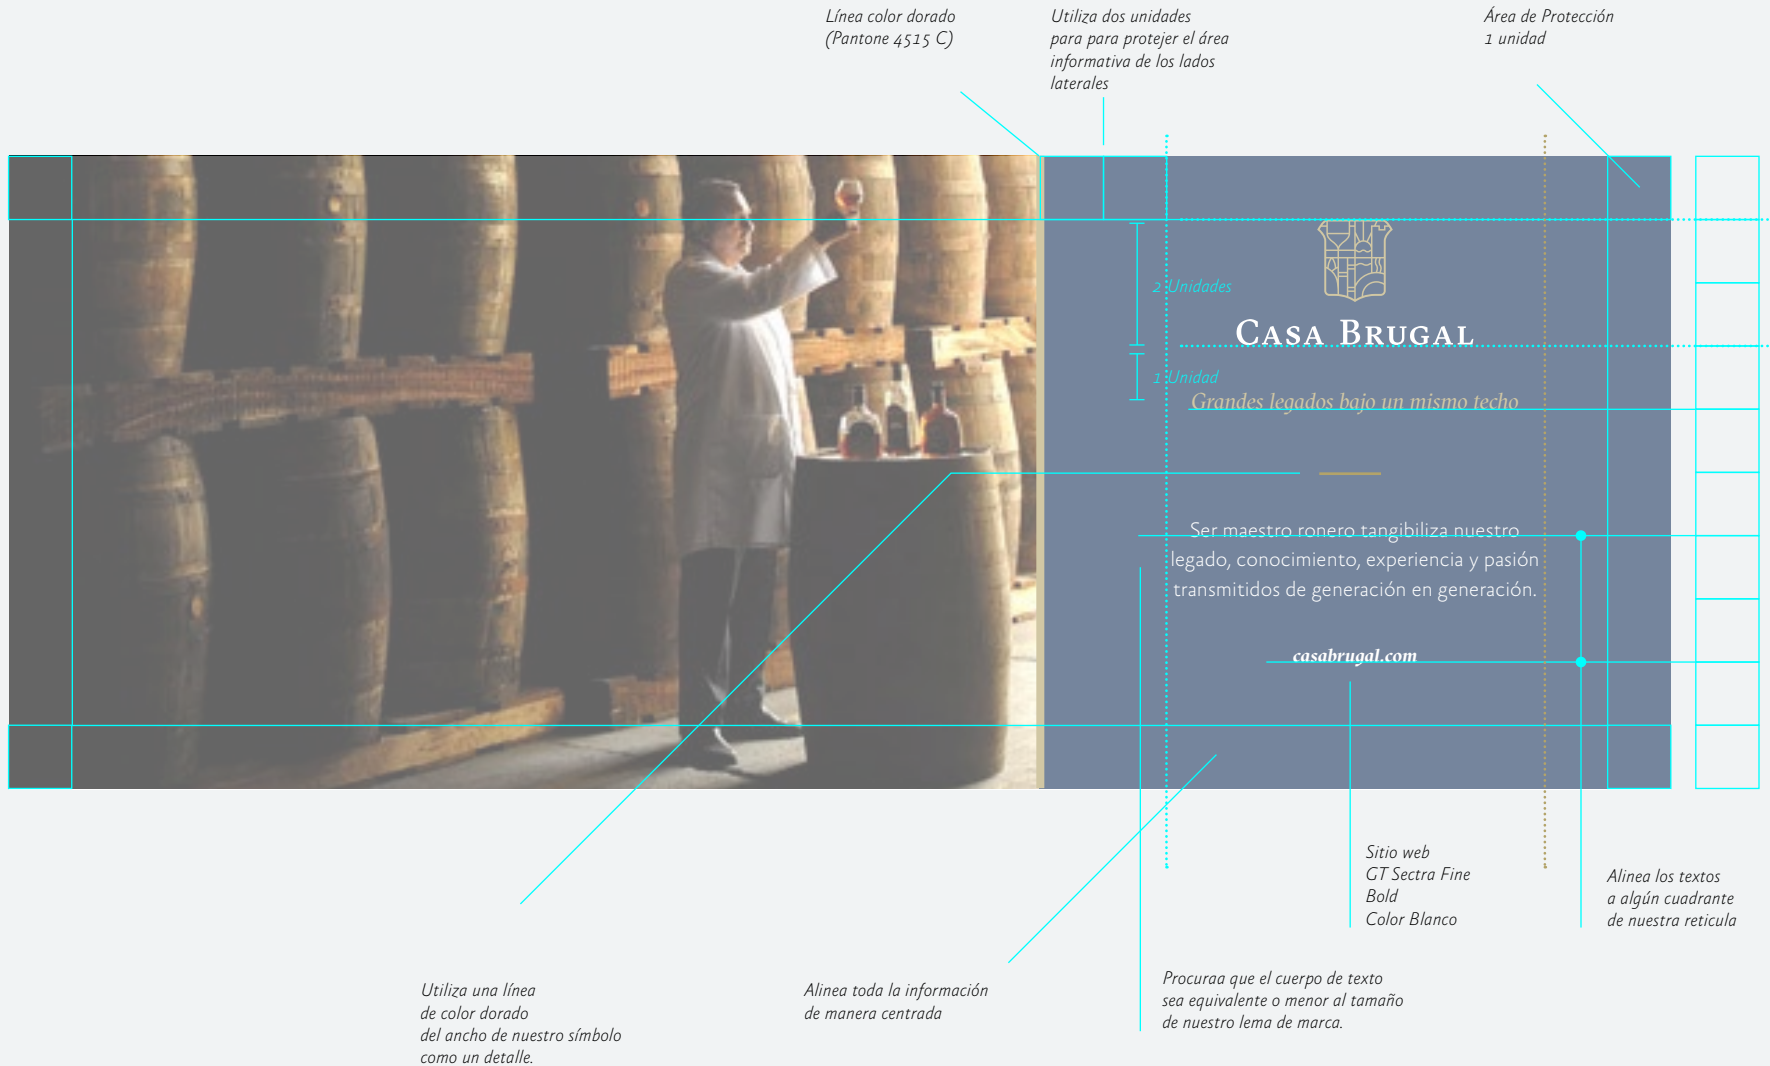 Línea color dorado
(Pantone 4515 C)
Utiliza dos unidades
para para protejer el área
informativa de los lados
laterales
Área de Protección
1 unidad
2 Unidades
CASA BRUGAL
1 Unidad
Grandes legados bajo un mismo techo
Ser maestro ronero tangibiliza nuestro
legado, conocimiento, experiencia y pasión
transmitidos de generación en generación.
casabrugal.com
Sitio web
GT Sectra Fine
Bold
Color Blanco
Alinea los textos
a algún cuadrante
de nuestra reticula
Utiliza una línea
de color dorado
del ancho de nuestro símbolo
como un detalle.
Alinea toda la información
de manera centrada
Procuraa que el cuerpo de texto
sea equivalente o menor al tamaño
de nuestro lema de marca.